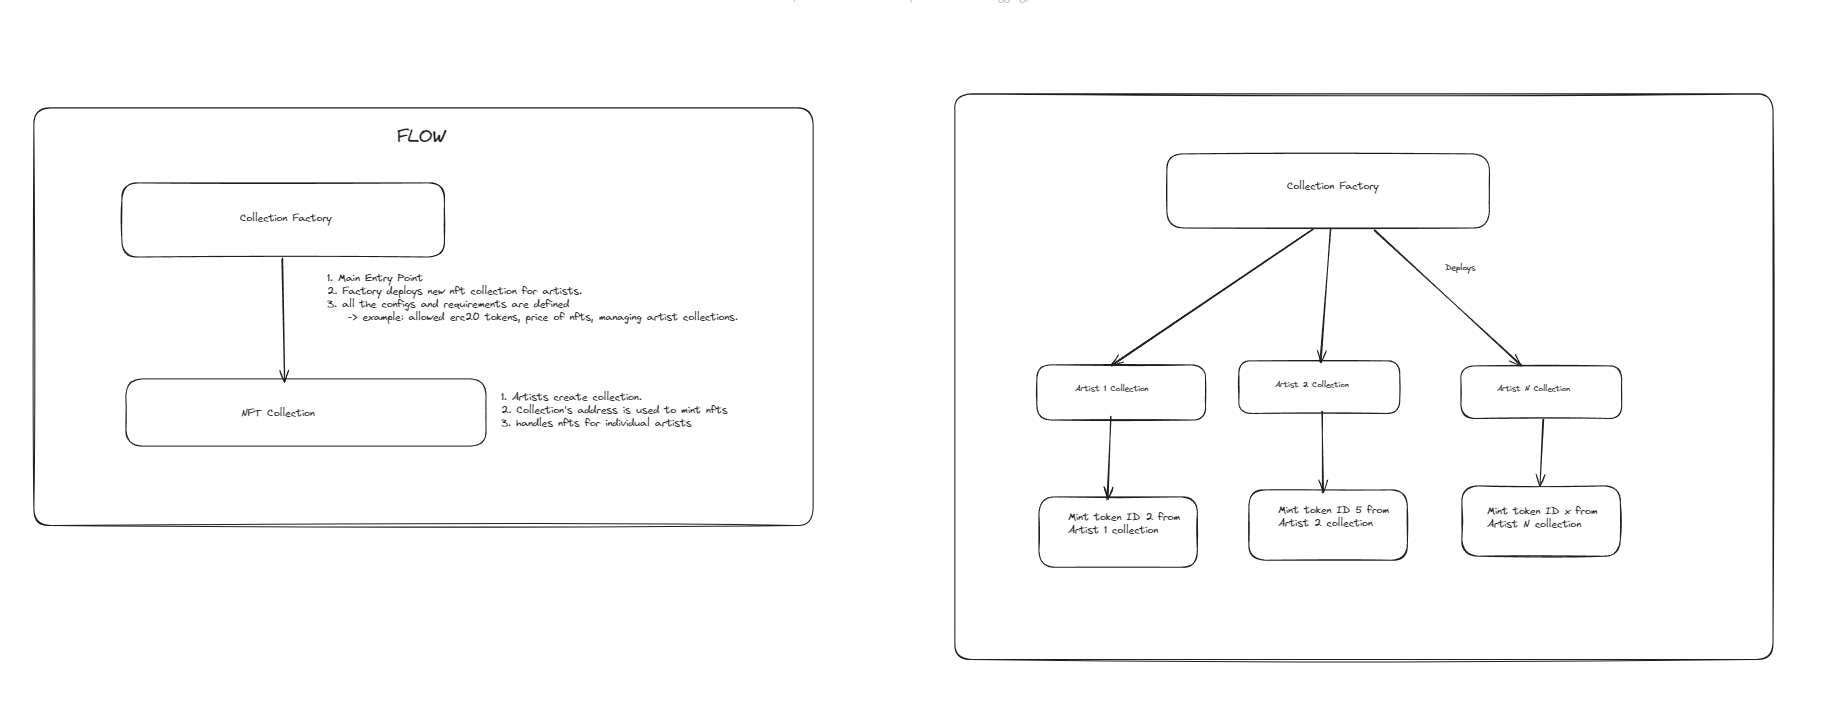 FLOW
Collection Factory
1. Main Entry Point
2. Factory deploys new nft collection for artists.
3. all the configs and requirements are defined
-> example: allowed erc20 tokens, price of nfts, managing artist collections.
NFT Collection
1. Artists create collection.
2. Collection's address is used to mint nfts
3. handles nfts for individual artists
Collection Factory
Deploys
Artist 1 Collection
Artist 2 Collection
Artist N Collection
Mint token ID 2 from
Artist 1 collection
Mint token ID 5 from
Artist 2 collection
Mint token ID x from
Artist N collection